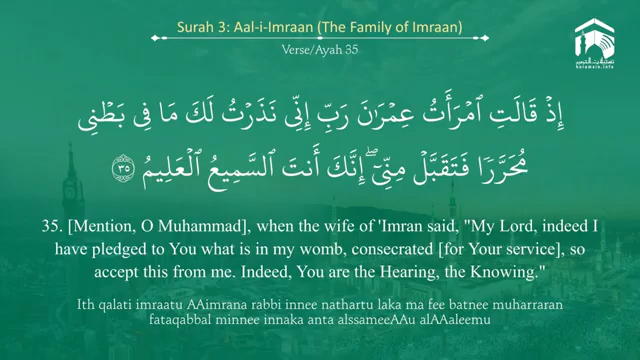 Surah 3: Aal-i-Imraan (The Family of Imraan)
Verse/Ayah 35
haramain.info
إِذْ قَالَتِ ٱمْرَأَتُ عِمْرَٰنَ رَبِّ إِنِّى نَذَرْتُ لَكَ مَا فِى بَطْنِى
مُحَرَّرًا فَتَقَبَّلْ مِنِّىٓ ۖ إِنَّكَ أَنتَ ٱلسَّمِيعُ ٱلْعَلِيمُ ٣٥
35. [Mention, O Muhammad], when the wife of 'Imran said, "My Lord, indeed I
have pledged to You what is in my womb, consecrated [for Your service], so
accept this from me. Indeed, You are the Hearing, the Knowing."
Ith qalati imraatu AAimrana rabbi innee nathartu laka ma fee batnee muharraran
fataqabbal minnee innaka anta alssameeAAu alAAaleemu